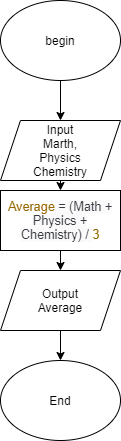 begin
Input
Marth,
Physics
Chemistry
Average = (Math +
Physics +
Chemistry) / 3
Output
Average
End